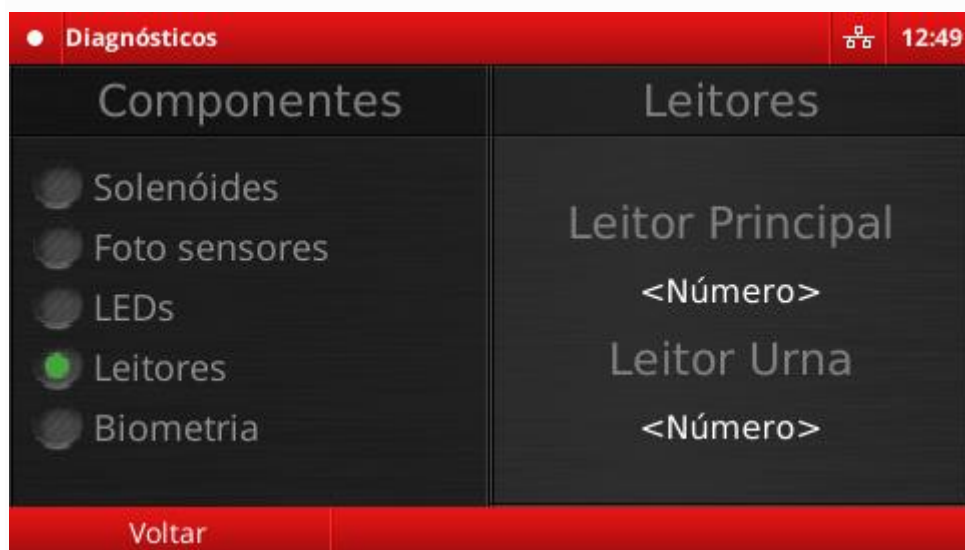 Diagnósticos
12:49
Componentes
Solenóides
Foto sensores
LEDs
Leitores
Biometria
Leitores
Leitor Principal
<Número>
Leitor Urna
<Número>
Voltar